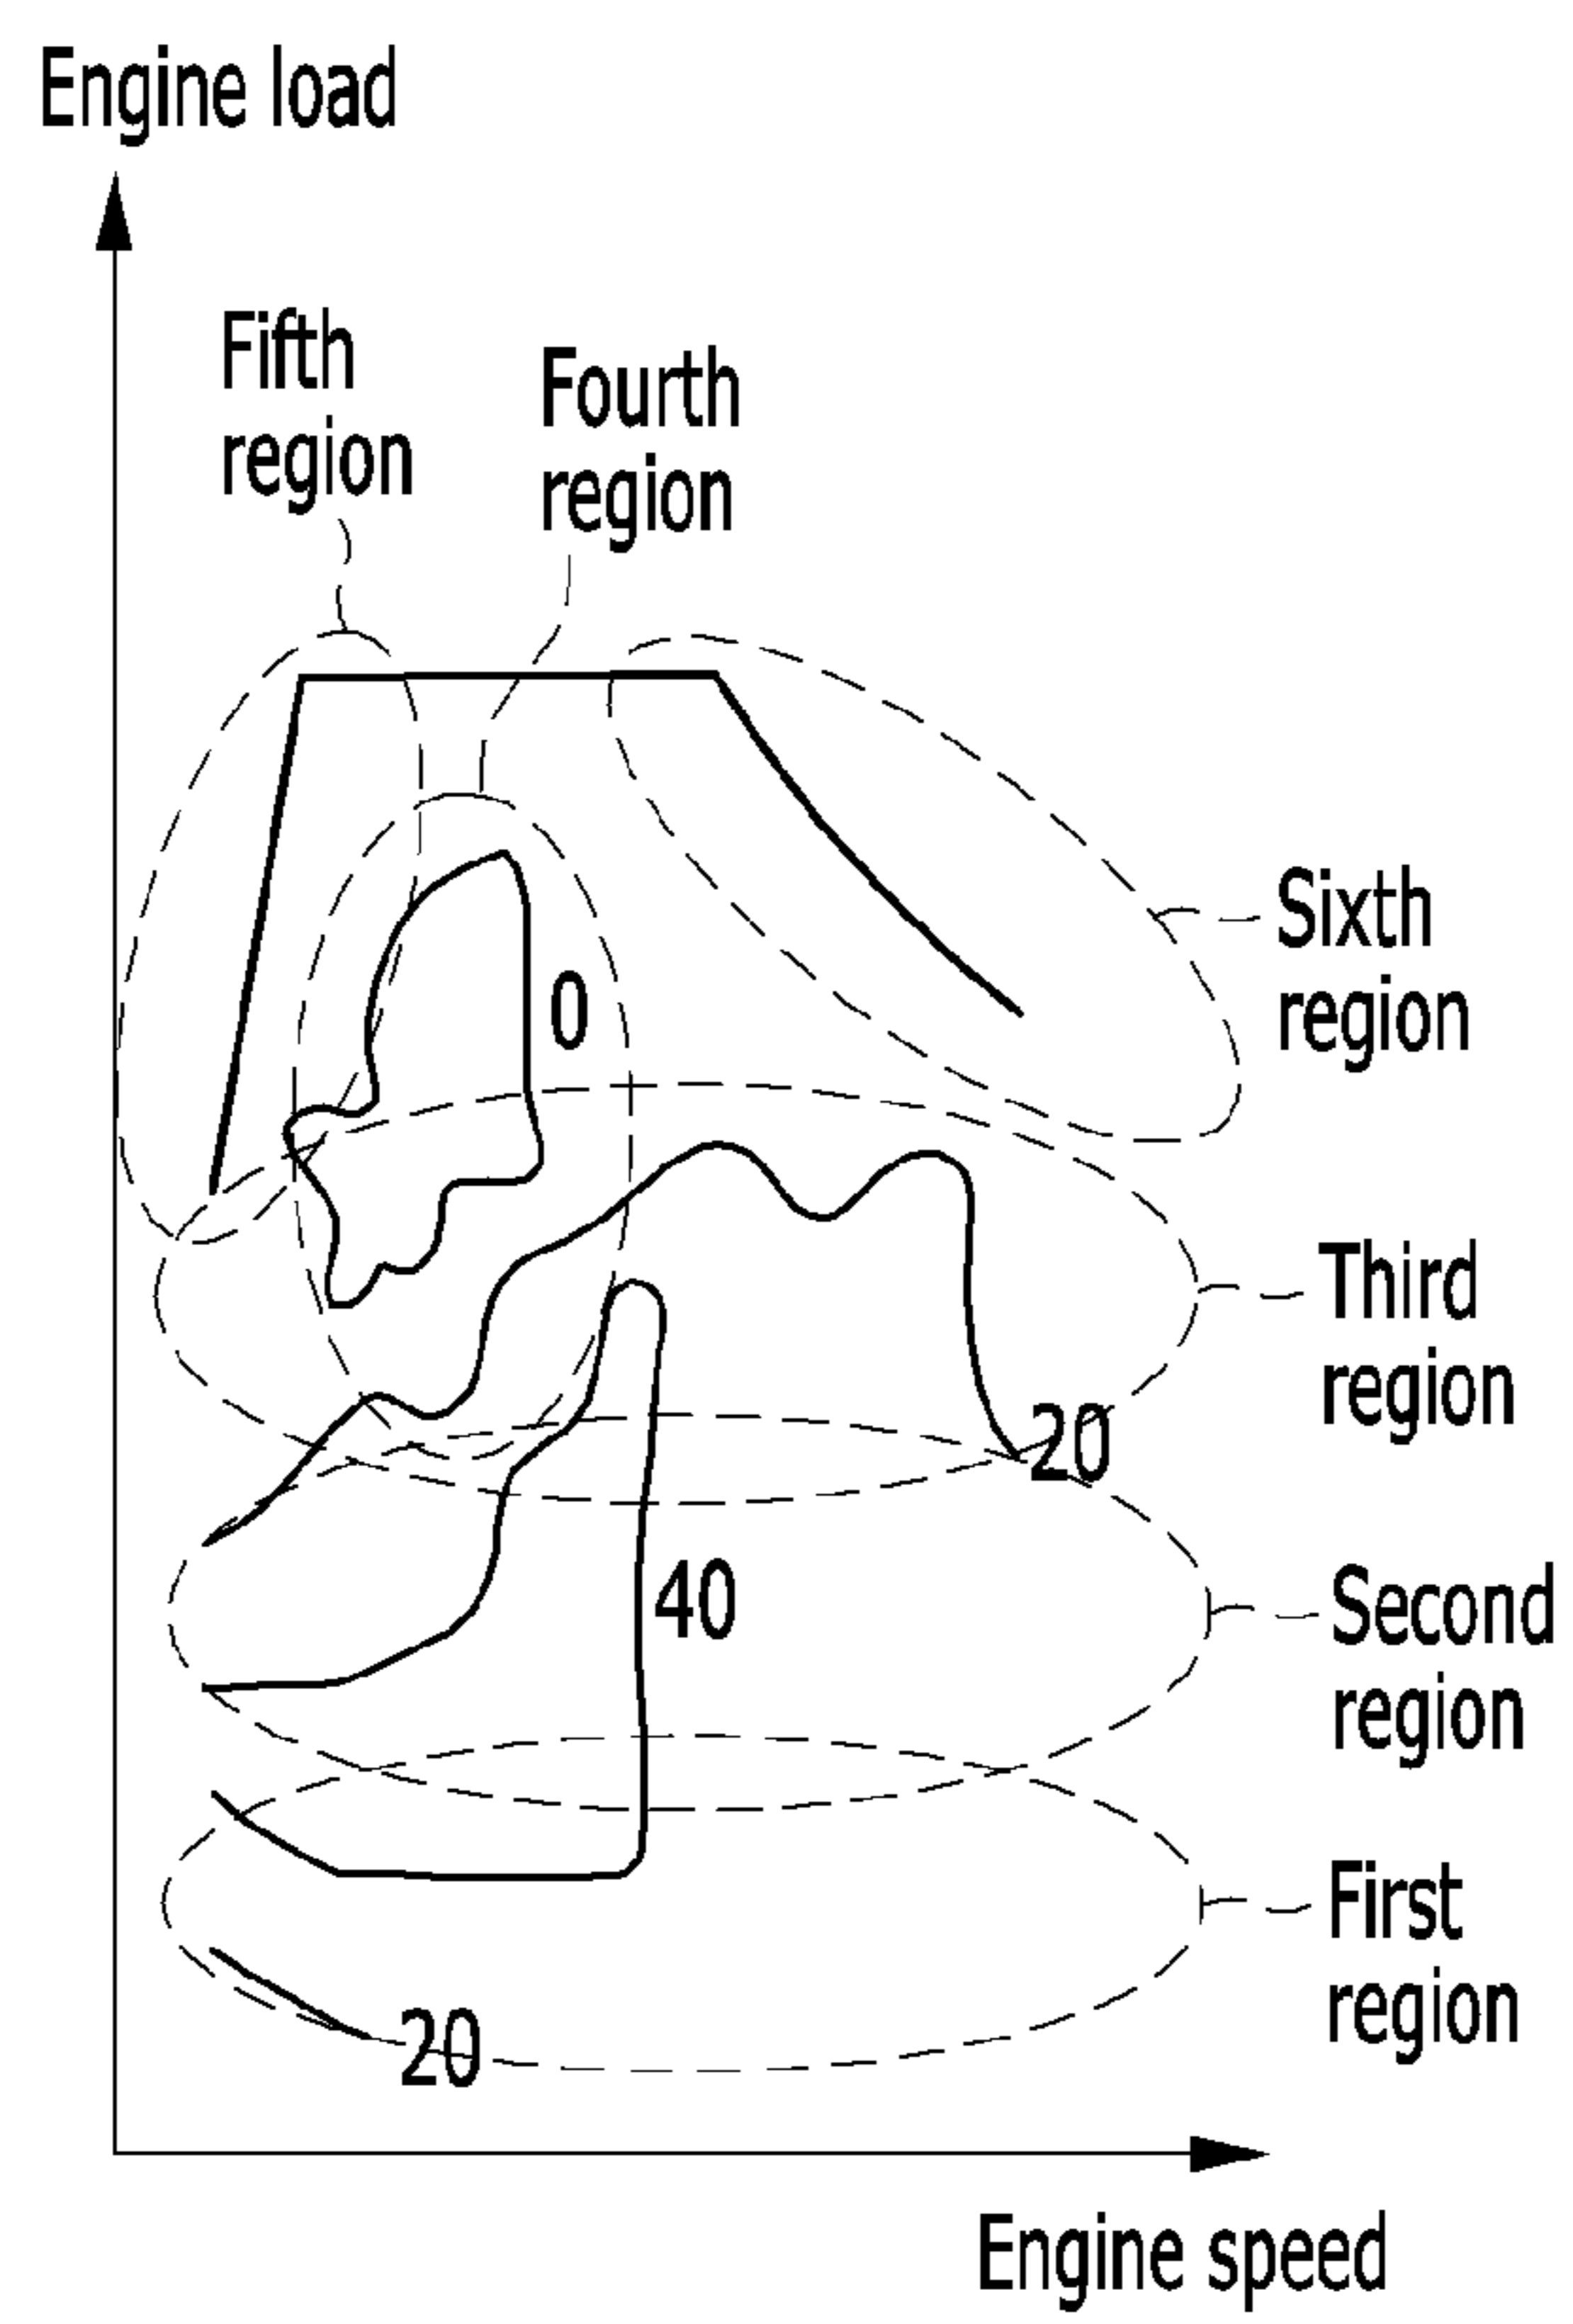 Engine load
Fifth
region
Fourth
region
0
Sixth
region
Third
region
20
40
Second
region
First
region
20
Engine speed